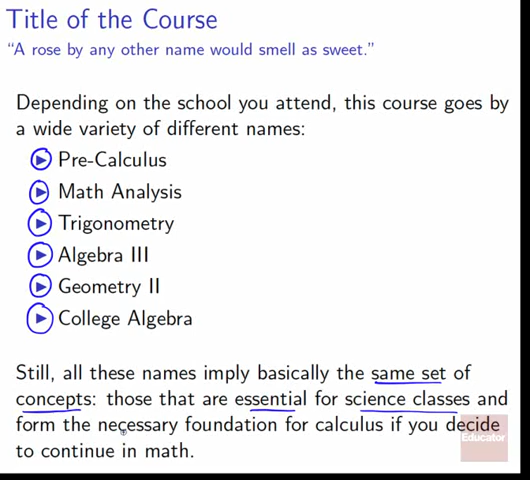 Title of the Course
“A rose by any other name would smell as sweet.”
Depending on the school you attend, this course goes by
a wide variety of different names:
Pre-Calculus
Math Analysis
Trigonometry
Algebra III
Geometry II
College Algebra
Still, all these names imply basically the same set of
concepts: those that are essential for science classes and
form the necessary foundation for calculus if you decide
to continue in math.
Educator